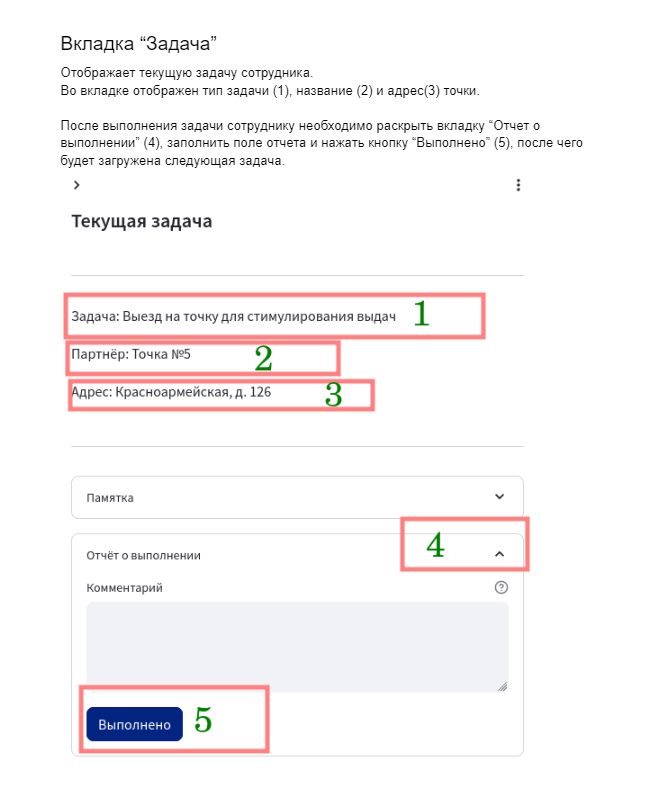 Вкладка “Задача”
Отображает текущую задачу сотрудника.
Во вкладке отображен тип задачи (1), название (2) и адрес(3) точки.
После выполнения задачи сотруднику необходимо раскрыть вкладку “Отчет о
выполнении” (4), заполнить поле отчета и нажать кнопку “Выполнено” (5), после чего
будет загружена следующая задача.
Текущая задача
Задача: Выезд на точку для стимулирования выдач 1
Партнёр: Точка №5 2
Адрес: Красноармейская, д. 126 3
Памятка
Отчёт о выполнении 4
Комментарий ?
Выполнено 5